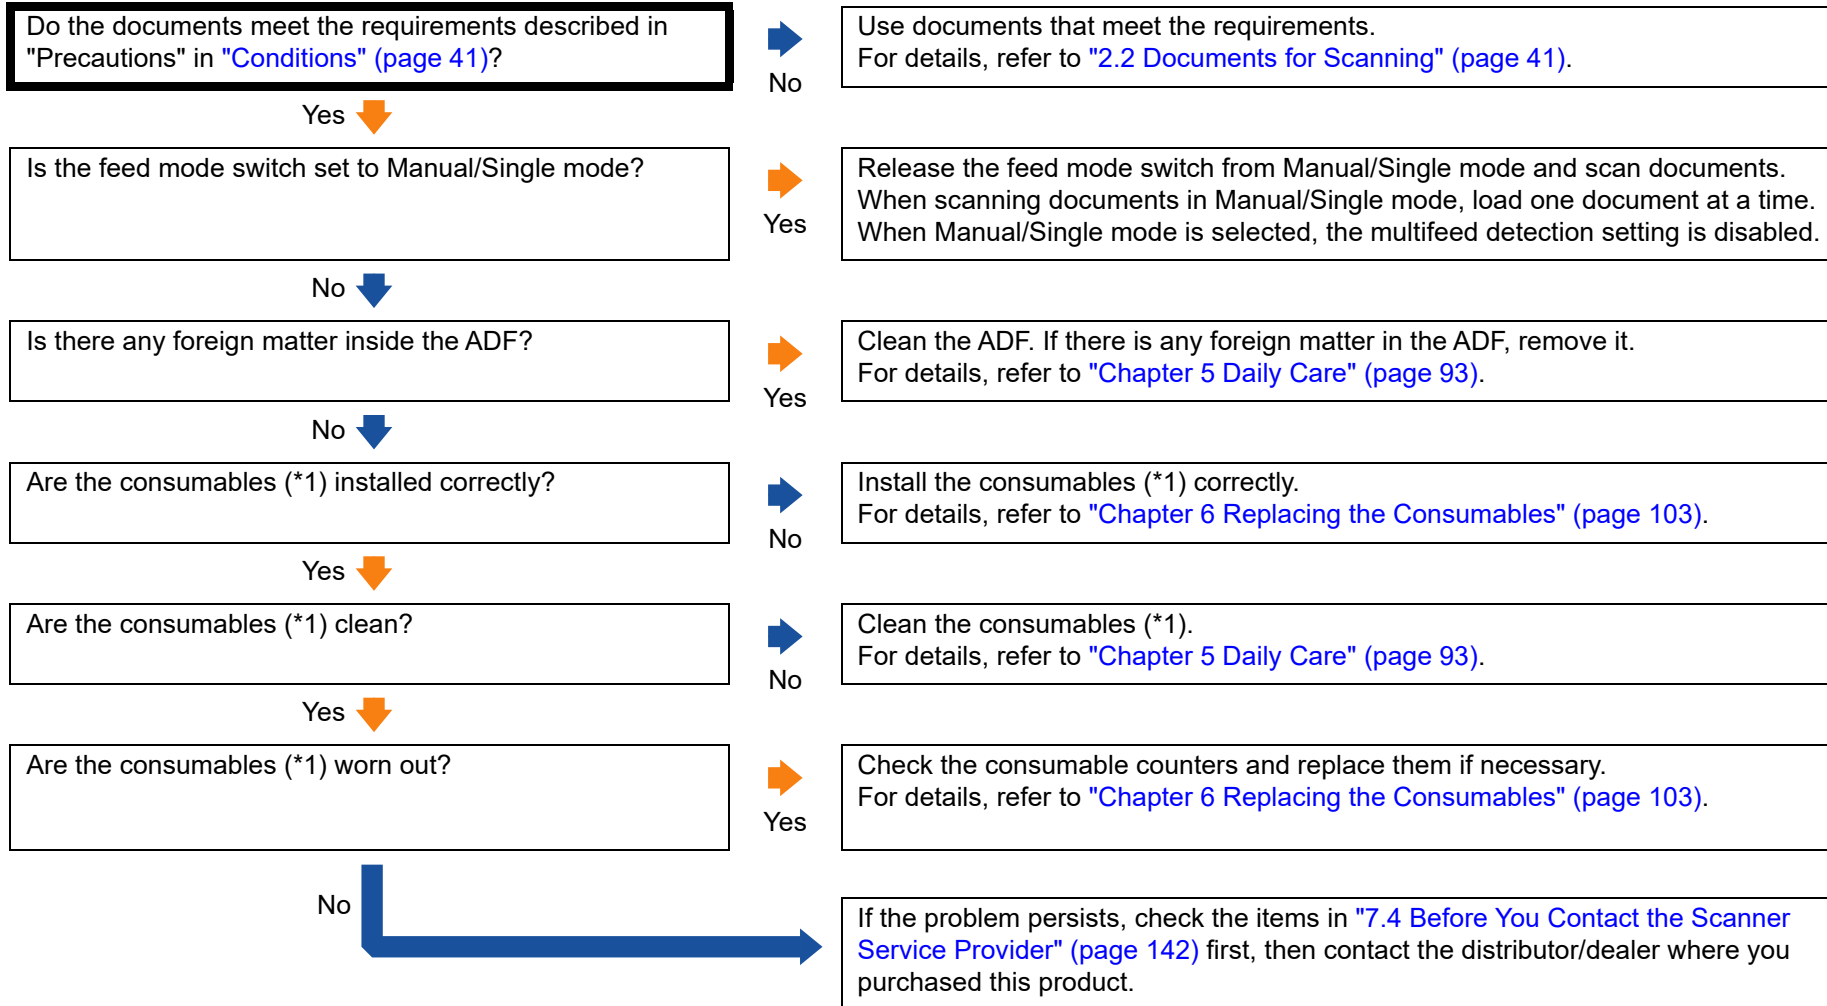 Do the documents meet the requirements described in
"Precautions" in "Conditions" (page 41)?
No
Use documents that meet the requirements.
For details, refer to "2.2 Documents for Scanning" (page 41).
Yes
Is the feed mode switch set to Manual/Single mode?
Yes
Release the feed mode switch from Manual/Single mode and scan documents.
When scanning documents in Manual/Single mode, load one document at a time.
When Manual/Single mode is selected, the multifeed detection setting is disabled.
No
Is there any foreign matter inside the ADF?
Yes
Clean the ADF. If there is any foreign matter in the ADF, remove it.
For details, refer to "Chapter 5 Daily Care" (page 93).
No
Are the consumables (*1) installed correctly?
No
Install the consumables (*1) correctly.
For details, refer to "Chapter 6 Replacing the Consumables" (page 103).
Yes
Are the consumables (*1) clean?
No
Clean the consumables (*1).
For details, refer to "Chapter 5 Daily Care" (page 93).
Yes
Are the consumables (*1) worn out?
Yes
Check the consumable counters and replace them if necessary.
For details, refer to "Chapter 6 Replacing the Consumables" (page 103).
No
If the problem persists, check the items in "7.4 Before You Contact the Scanner
Service Provider" (page 142) first, then contact the distributor/dealer where you
purchased this product.